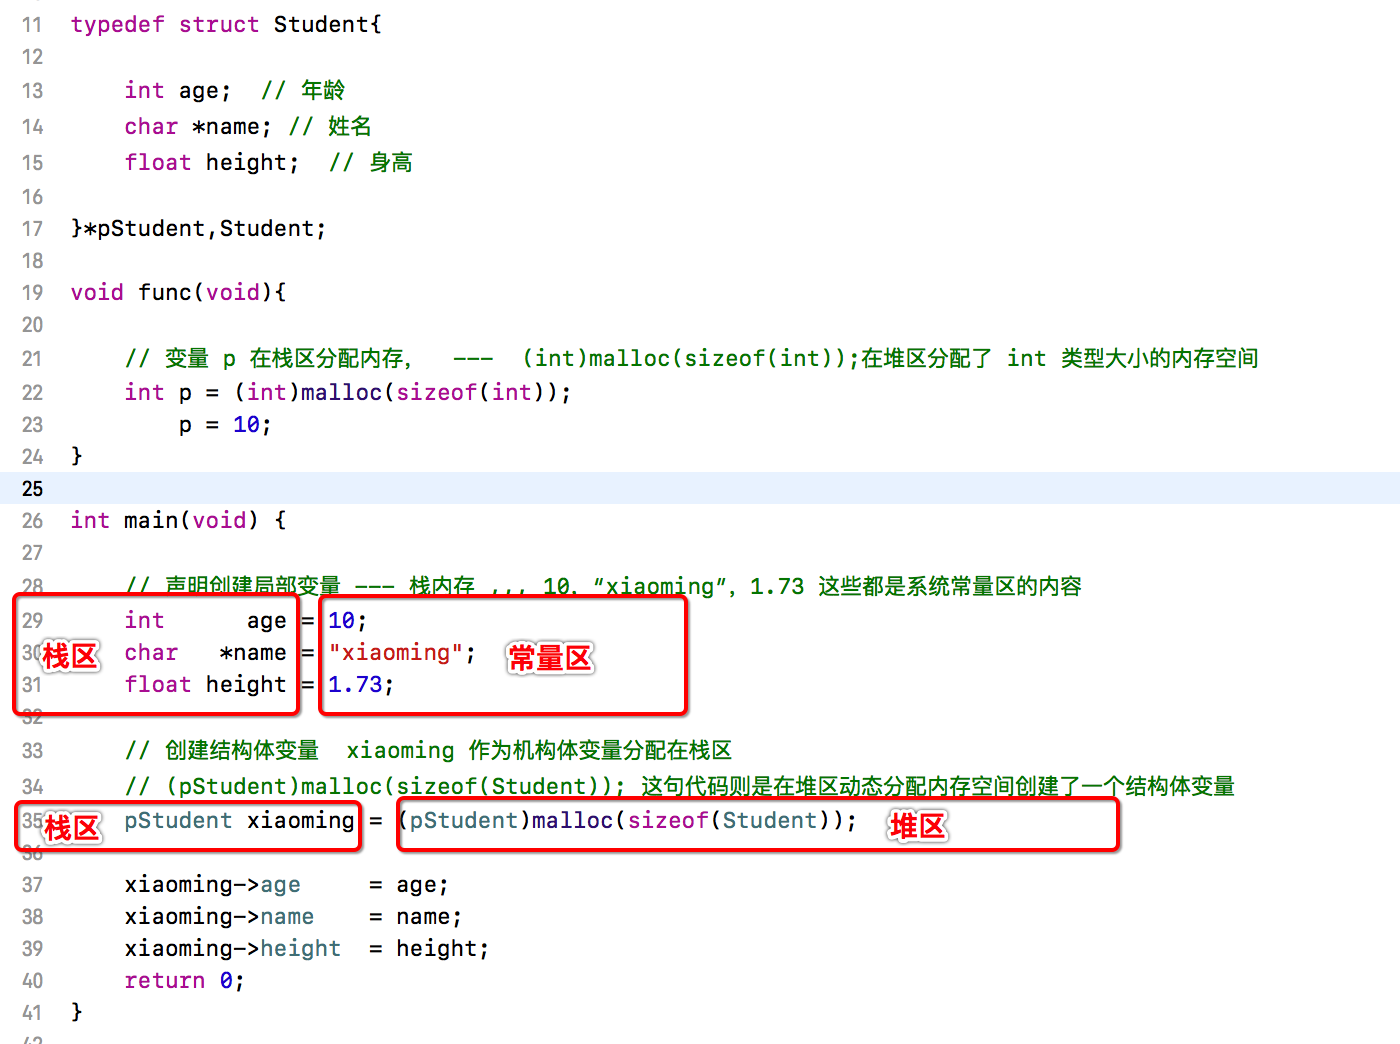 11 typedef struct Student{
12
13     int age;  // 年龄
14     char *name; // 姓名
15     float height;  // 身高
16
17 }*pStudent,Student;
18
19 void func(void){
20
21     // 变量 p 在栈区分配内存，  ---  (int)malloc(sizeof(int));在堆区分配了 int 类型大小的内存空间
22     int p = (int)malloc(sizeof(int));
23         p = 10;
24 }
25
26 int main(void) {
27
28     // 声明创建局部变量 --- 栈内存 ,,, 10，“xiaoming”，1.73 这些都是系统常量区的内容
29     int      age = 10;
30 栈区 char   *name = "xiaoming"; 常量区
31     float height = 1.73;
32
33     // 创建结构体变量  xiaoming 作为机构体变量分配在栈区
34     // (pStudent)malloc(sizeof(Student)); 这句代码则是在堆区动态分配内存空间创建了一个结构体变量
35 栈区 pStudent xiaoming = (pStudent)malloc(sizeof(Student)); 堆区
36
37     xiaoming->age     = age;
38     xiaoming->name    = name;
39     xiaoming->height  = height;
40     return 0;
41 }
42